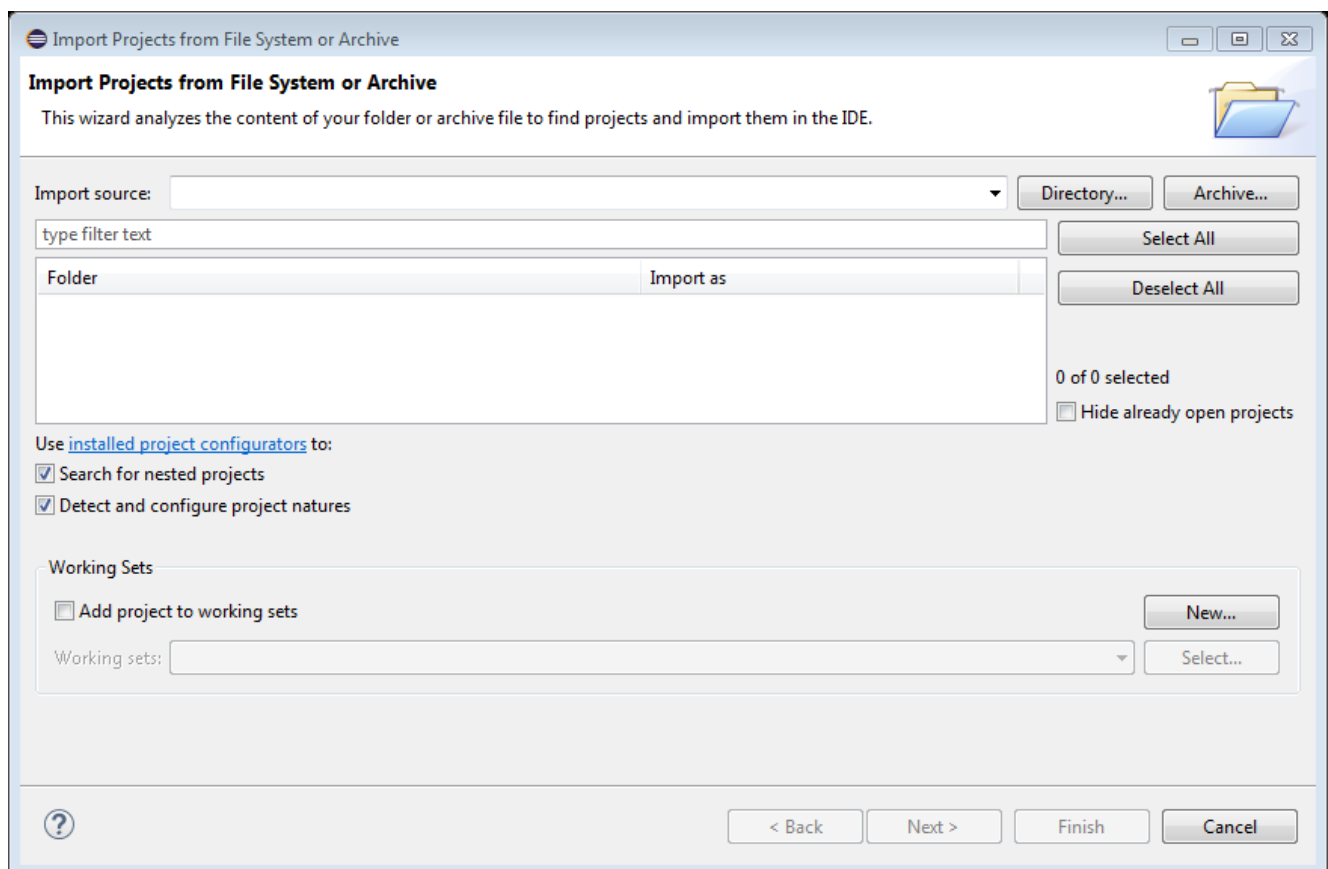 Import Projects from File System or Archive
Import Projects from File System or Archive
This wizard analyzes the content of your folder or archive file to find projects and import them in the IDE.
Import source: Directory... Archive...
type filter text Select All
Folder Import as
Deselect All
0 of 0 selected
Hide already open projects
Use installed project configurators to:
Search for nested projects
Detect and configure project natures
Working Sets
Add project to working sets New...
Working sets: Select...
? < Back Next > Finish Cancel